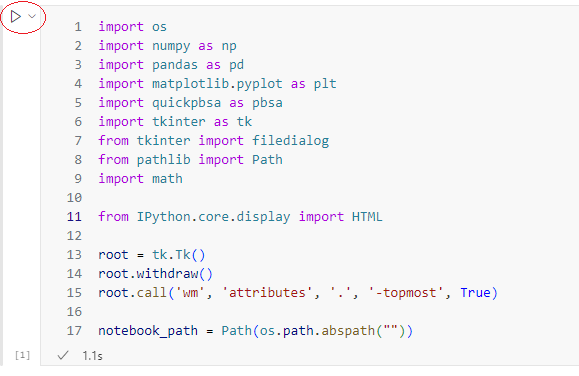 1 import os
2 import numpy as np
3 import pandas as pd
4 import matplotlib.pyplot as plt
5 import quickpbsa as pbsa
6 import tkinter as tk
7 from tkinter import filedialog
8 from pathlib import Path
9 import math
10
11 from IPython.core.display import HTML
12
13 root = tk.Tk()
14 root.withdraw()
15 root.call('wm', 'attributes', '.', '-topmost', True)
16
17 notebook_path = Path(os.path.abspath(""))
[1] ✓ 1.1s